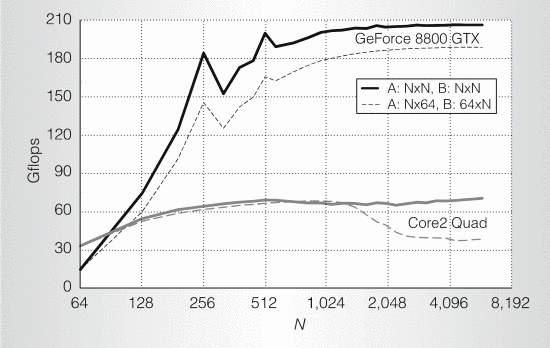 210
180
150
120
90
60
30
0
Gflops
GeForce 8800 GTX
A: NxN, B: NxN
A: Nx64, B: 64xN
Core2 Quad
64 128 256 512 1,024 2,048 4,096 8,192
N